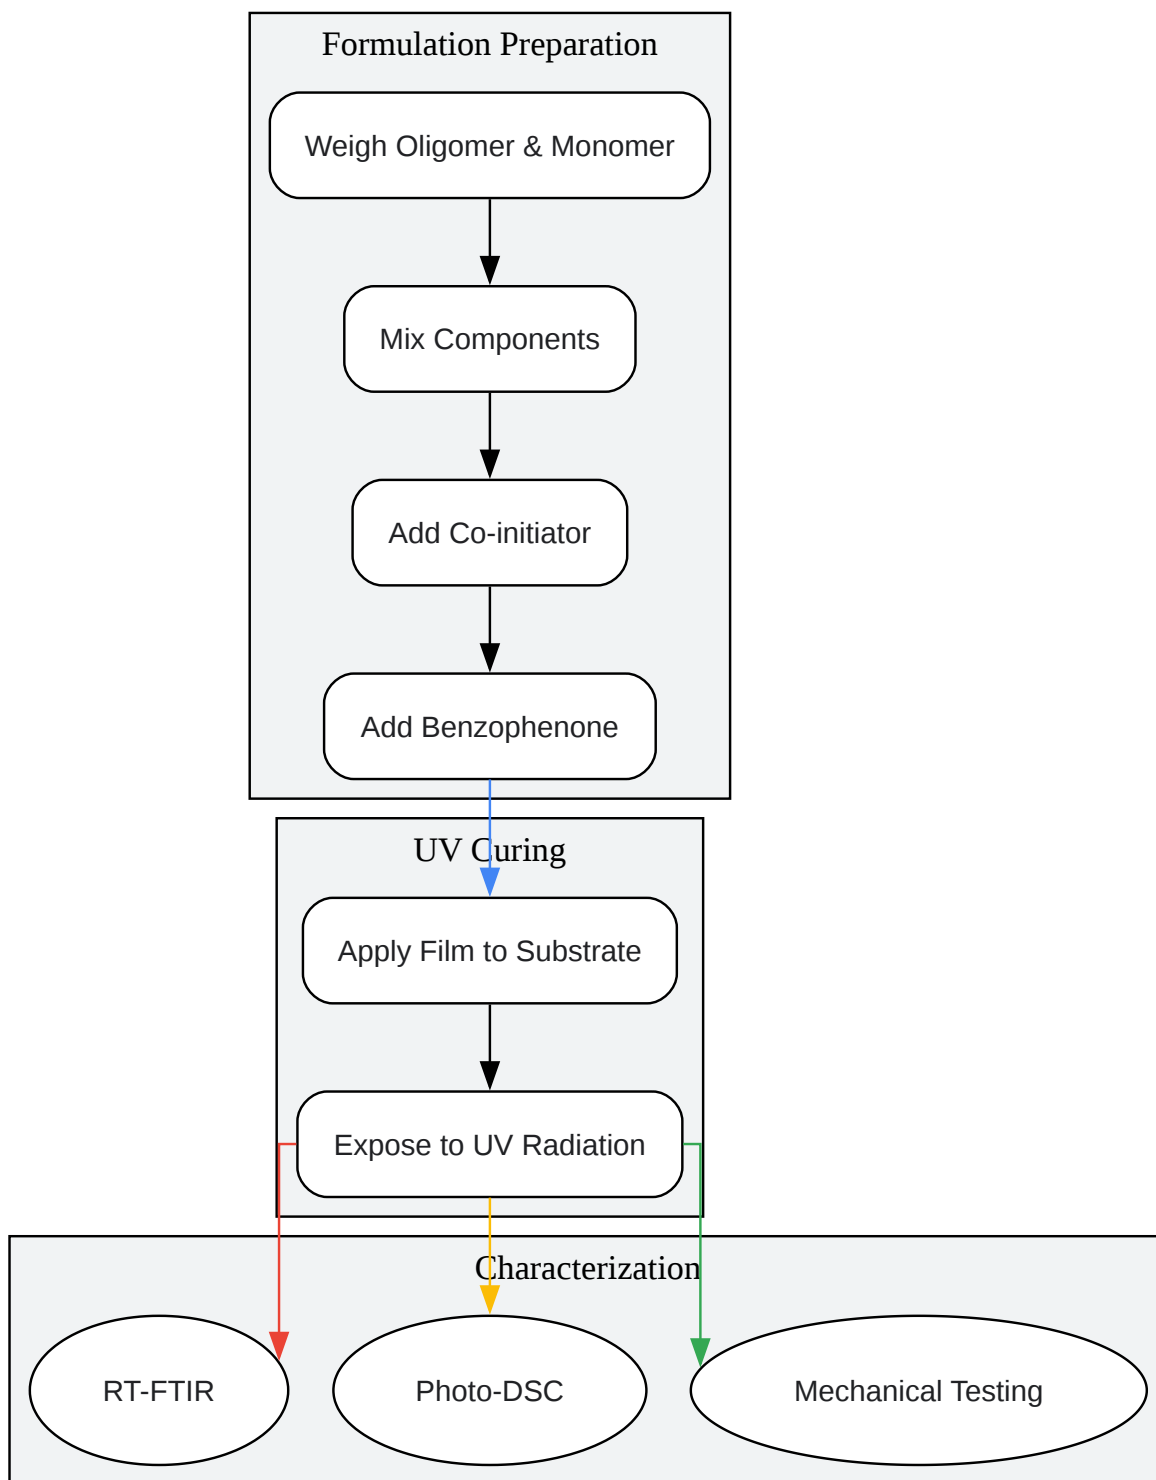 Formulation Preparation
Weigh Oligomer & Monomer
Mix Components
Add Co-initiator
Add Benzophenone
UV Curing
Apply Film to Substrate
Expose to UV Radiation
Characterization
RT-FTIR
Photo-DSC
Mechanical Testing